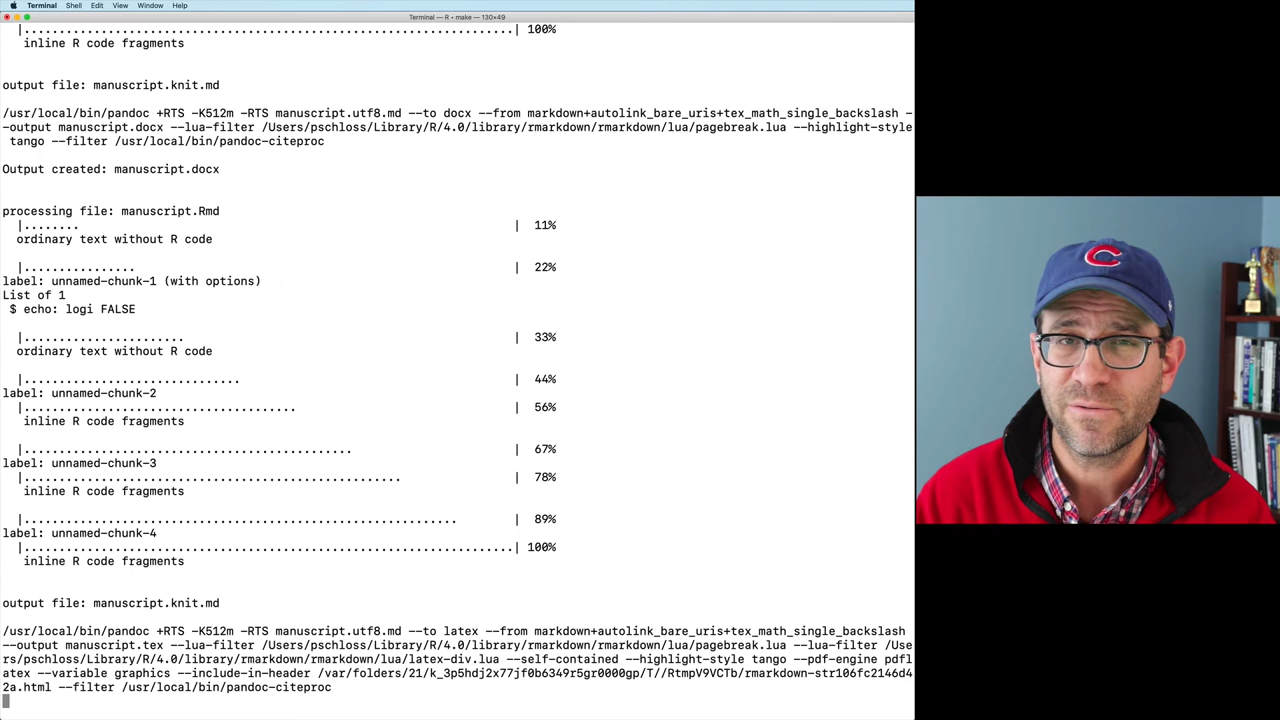 Terminal Shell Edit View Window Help
Terminal — R • make — 130×49
|......................................................................| 100%
inline R code fragments
output file: manuscript.knit.md
/usr/local/bin/pandoc +RTS -K512m -RTS manuscript.utf8.md --to docx --from markdown+autolink_bare_uris+tex_math_single_backslash -
-output manuscript.docx --lua-filter /Users/pschloss/Library/R/4.0/library/rmarkdown/rmarkdown/lua/pagebreak.lua --highlight-style
tango --filter /usr/local/bin/pandoc-citeproc
Output created: manuscript.docx
processing file: manuscript.Rmd
|........ | 11%
ordinary text without R code
|................ | 22%
label: unnamed-chunk-1 (with options)
List of 1
$ echo: logi FALSE
|....................... | 33%
ordinary text without R code
|............................... | 44%
label: unnamed-chunk-2
|....................................... | 56%
inline R code fragments
|............................................... | 67%
label: unnamed-chunk-3
|...................................................... | 78%
inline R code fragments
|.............................................................. | 89%
label: unnamed-chunk-4
|......................................................................| 100%
inline R code fragments
output file: manuscript.knit.md
/usr/local/bin/pandoc +RTS -K512m -RTS manuscript.utf8.md --to latex --from markdown+autolink_bare_uris+tex_math_single_backslash
--output manuscript.tex --lua-filter /Users/pschloss/Library/R/4.0/library/rmarkdown/rmarkdown/lua/pagebreak.lua --lua-filter /Use
rs/pschloss/Library/R/4.0/library/rmarkdown/rmarkdown/lua/latex-div.lua --self-contained --highlight-style tango --pdf-engine pdfl
atex --variable graphics --include-in-header /var/folders/21/k_3p5hdj2x77jf0b6349r5gr0000gp/T//RtmpV9VCTb/rmarkdown-str106fc2146d4
2a.html --filter /usr/local/bin/pandoc-citeproc
C